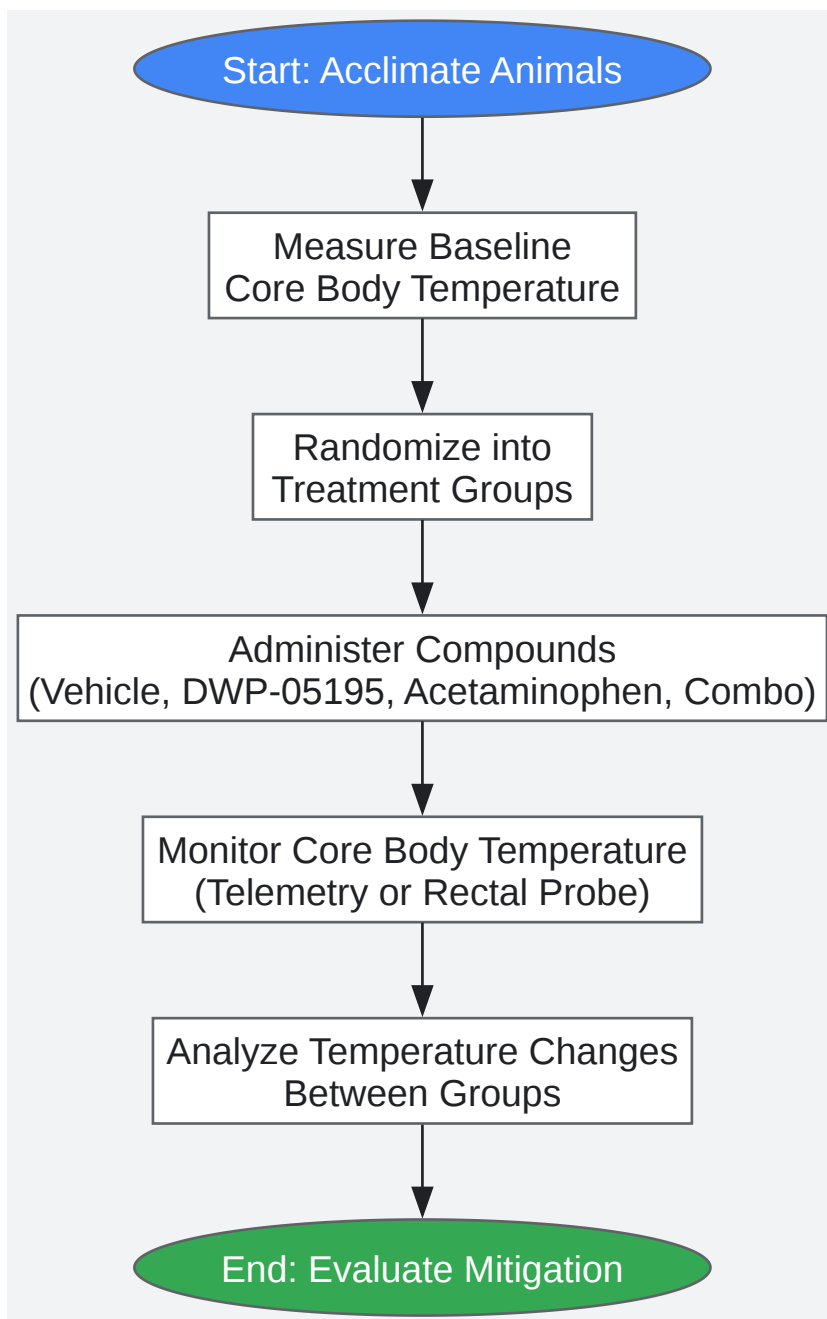 Start: Acclimate Animals
Measure Baseline
Core Body Temperature
Randomize into
Treatment Groups
Administer Compounds
(Vehicle, DWP-05195, Acetaminophen, Combo)
Monitor Core Body Temperature
(Telemetry or Rectal Probe)
Analyze Temperature Changes
Between Groups
End: Evaluate Mitigation